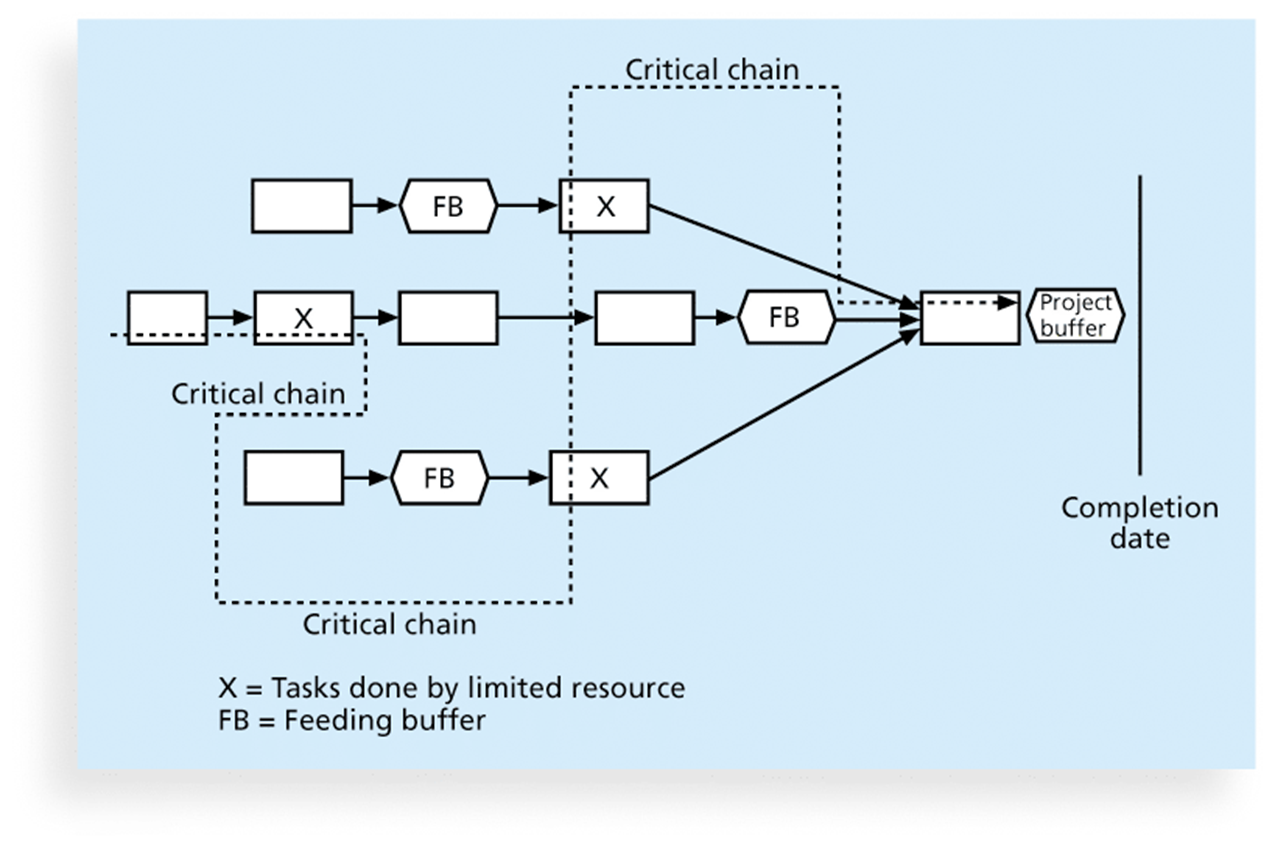 Critical chain
FB
X
X
FB
Project
buffer
Critical chain
FB
X
Completion
date
Critical chain
X = Tasks done by limited resource
FB = Feeding buffer